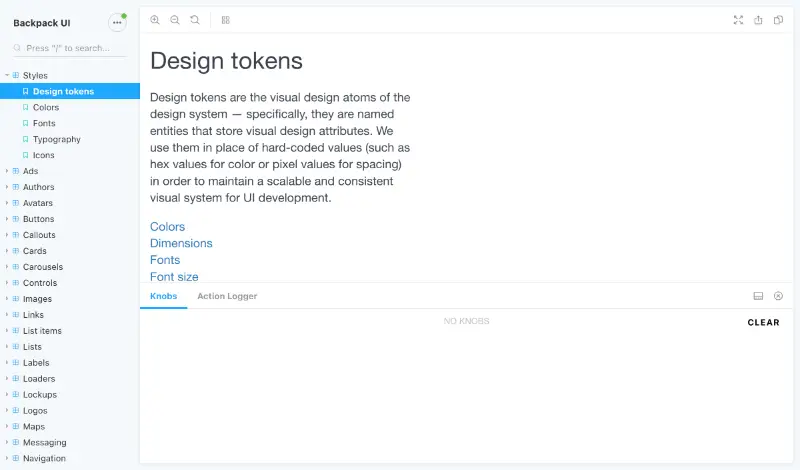 Backpack UI
Press "/" to search...
Styles
Design tokens
Colors
Fonts
Typography
Icons
Ads
Authors
Avatars
Buttons
Callouts
Cards
Carousels
Controls
Images
Links
List items
Lists
Labels
Loaders
Lockups
Logos
Maps
Messaging
Navigation
Design tokens
Design tokens are the visual design atoms of the
design system — specifically, they are named
entities that store visual design attributes. We
use them in place of hard-coded values (such as
hex values for color or pixel values for spacing)
in order to maintain a scalable and consistent
visual system for UI development.
Colors
Dimensions
Fonts
Font size
Knobs
Action Logger
NO KNOBS
CLEAR